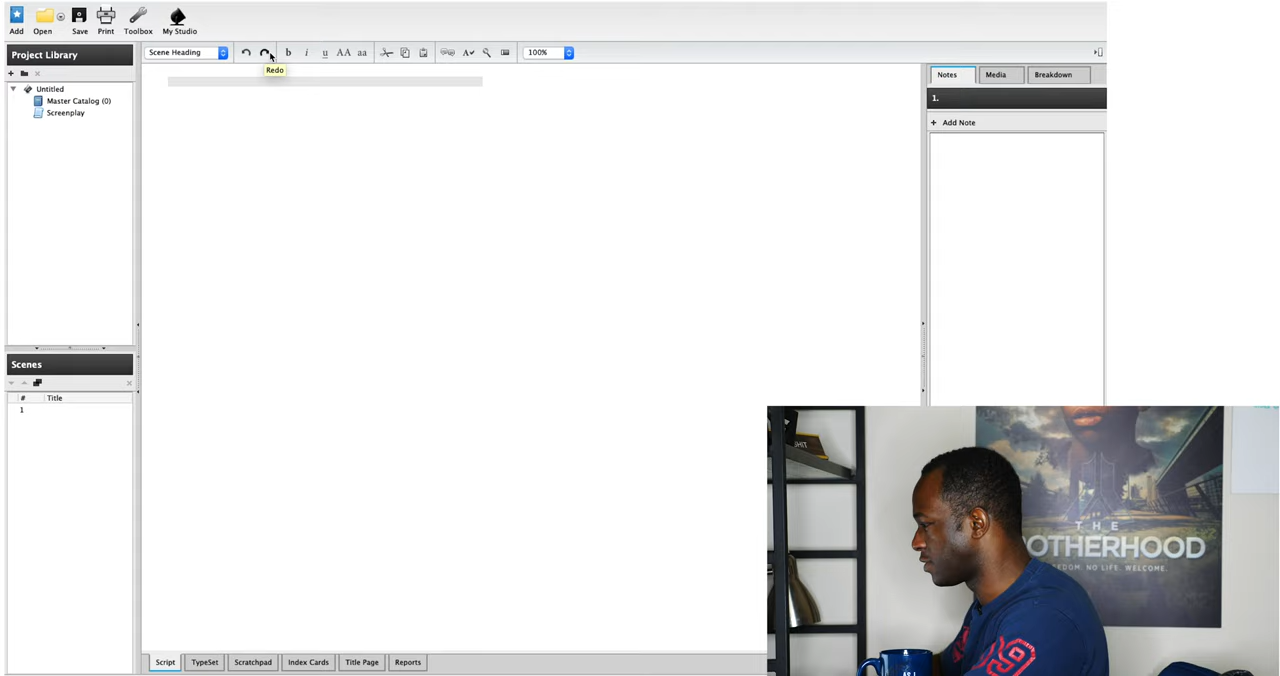 Add Open Save Print Toolbox My Studio
Project Library
Scene Heading b i u AA aa A 100%
Redo
Untitled
Master Catalog (0)
Screenplay
Notes Media Breakdown
1.
+ Add Note
Scenes
# Title
1
Script TypeSet Scratchpad Index Cards Title Page Reports
THE
OTHERHOOD
EDOM. NO LIFE. WELCOME.
AS I